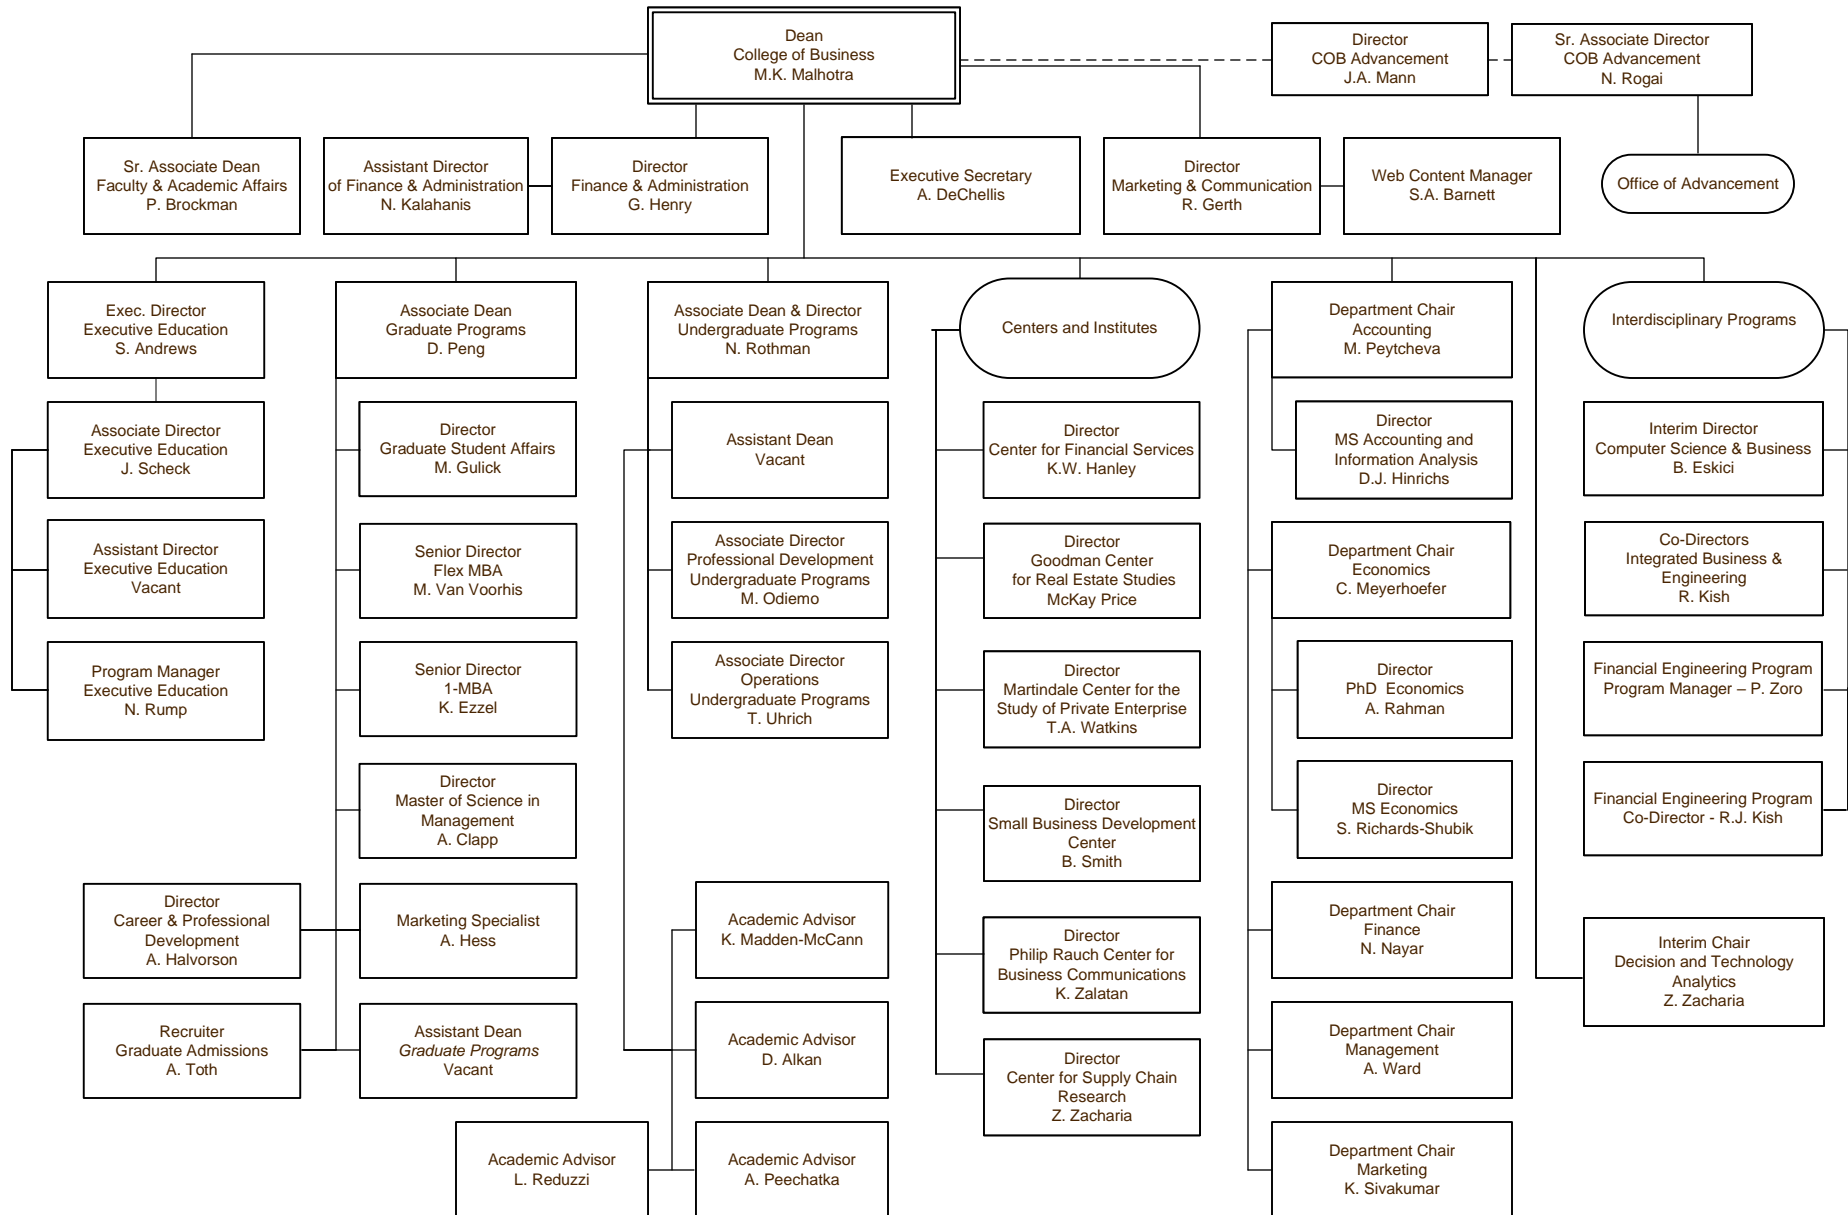 Dean
College of Business
M.K. Malhotra
Director
COB Advancement
J.A. Mann
Sr. Associate Director
COB Advancement
N. Rogai
Sr. Associate Dean
Faculty & Academic Affairs
P. Brockman
Assistant Director
of Finance & Administration
N. Kalahanis
Director
Finance & Administration
G. Henry
Executive Secretary
A. DeChellis
Director
Marketing & Communication
R. Gerth
Web Content Manager
S.A. Barnett
Office of Advancement
Exec. Director
Executive Education
S. Andrews
Associate Dean
Graduate Programs
D. Peng
Associate Dean & Director
Undergraduate Programs
N. Rothman
Centers and Institutes
Department Chair
Accounting
M. Peytcheva
Interdisciplinary Programs
Associate Director
Executive Education
J. Scheck
Director
Graduate Student Affairs
M. Gulick
Assistant Dean
Vacant
Director
Center for Financial Services
K.W. Hanley
Director
MS Accounting and
Information Analysis
D.J. Hinrichs
Interim Director
Computer Science & Business
B. Eskici
Assistant Director
Executive Education
Vacant
Senior Director
Flex MBA
M. Van Voorhis
Associate Director
Professional Development
Undergraduate Programs
M. Odiemo
Director
Goodman Center
for Real Estate Studies
McKay Price
Department Chair
Economics
C. Meyerhoefer
Co-Directors
Integrated Business &
Engineering
R. Kish
Program Manager
Executive Education
N. Rump
Senior Director
1-MBA
K. Ezzel
Associate Director
Operations
Undergraduate Programs
T. Uhrich
Director
Martindale Center for the
Study of Private Enterprise
T.A. Watkins
Director
PhD Economics
A. Rahman
Financial Engineering Program
Program Manager – P. Zoro
Director
Master of Science in
Management
A. Clapp
Director
Small Business Development
Center
B. Smith
Director
MS Economics
S. Richards-Shubik
Financial Engineering Program
Co-Director - R.J. Kish
Director
Career & Professional
Development
A. Halvorson
Marketing Specialist
A. Hess
Academic Advisor
K. Madden-McCann
Director
Philip Rauch Center for
Business Communications
K. Zalatan
Department Chair
Finance
N. Nayar
Interim Chair
Decision and Technology
Analytics
Z. Zacharia
Recruiter
Graduate Admissions
A. Toth
Assistant Dean
Graduate Programs
Vacant
Academic Advisor
D. Alkan
Director
Center for Supply Chain
Research
Z. Zacharia
Department Chair
Management
A. Ward
Academic Advisor
L. Reduzzi
Academic Advisor
A. Peechatka
Department Chair
Marketing
K. Sivakumar